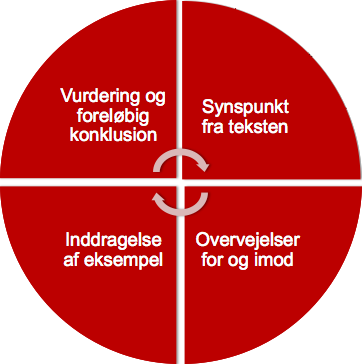 Vurdering og
foreløbig
konklusion
Synspunkt
fra teksten
Inddragelse
af eksempel
Overvejelser
for og imod